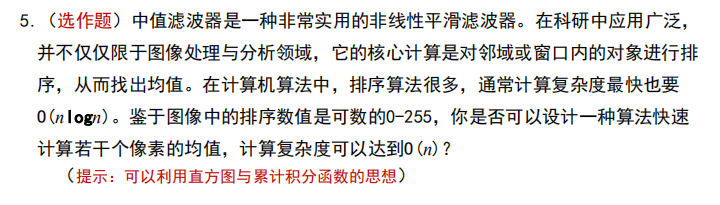 5. （选作题）中值滤波器是一种非常实用的非线性平滑滤波器。在科研中应用广泛，
并不仅仅限于图像处理与分析领域，它的核心计算是对邻域或窗口内的对象进行排
序，从而找出均值。在计算机算法中，排序算法很多，通常计算复杂度最快也要
O(nlogn)。鉴于图像中的排序数值是可数的0-255，你是否可以设计一种算法快速
计算若干个像素的均值，计算复杂度可以达到O(n)？
（提示：可以利用直方图与累计积分函数的思想）